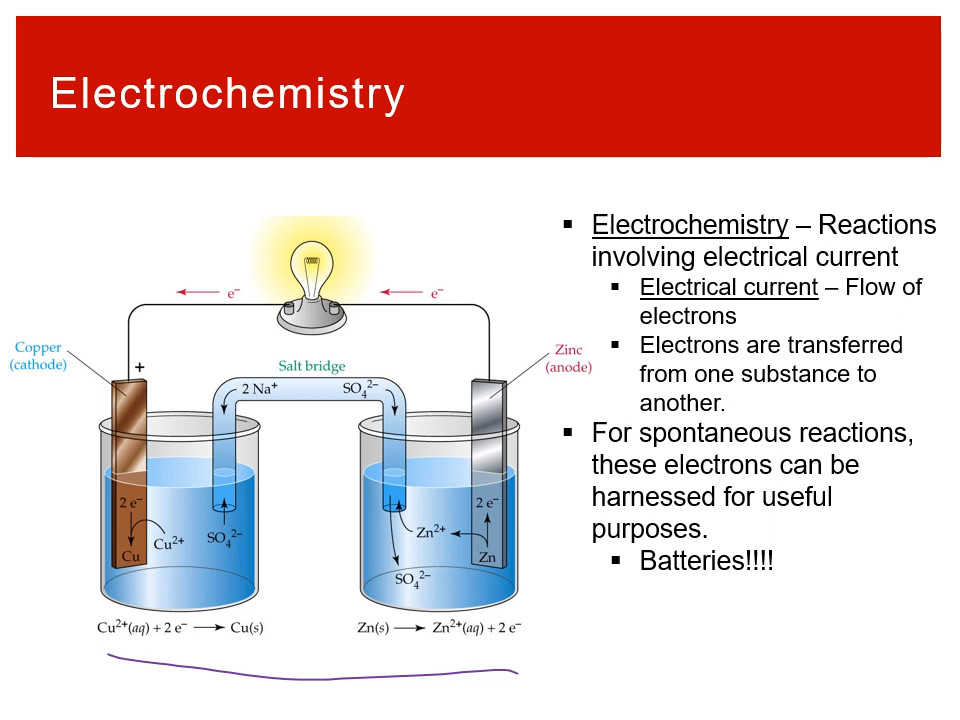 Electrochemistry
e⁻
e⁻
Copper
(cathode)
+
Salt bridge
Zinc
(anode)
2 Na⁺
SO₄²⁻
2 e⁻
Cu²⁺
Cu
SO₄²⁻
Zn²⁺
2 e⁻
Zn
SO₄²⁻
Cu²⁺(aq) + 2 e⁻ ⟶ Cu(s)
Zn(s) ⟶ Zn²⁺(aq) + 2 e⁻
▪ Electrochemistry – Reactions
involving electrical current
▪ Electrical current – Flow of
electrons
▪ Electrons are transferred
from one substance to
another.
▪ For spontaneous reactions,
these electrons can be
harnessed for useful
purposes.
▪ Batteries!!!!